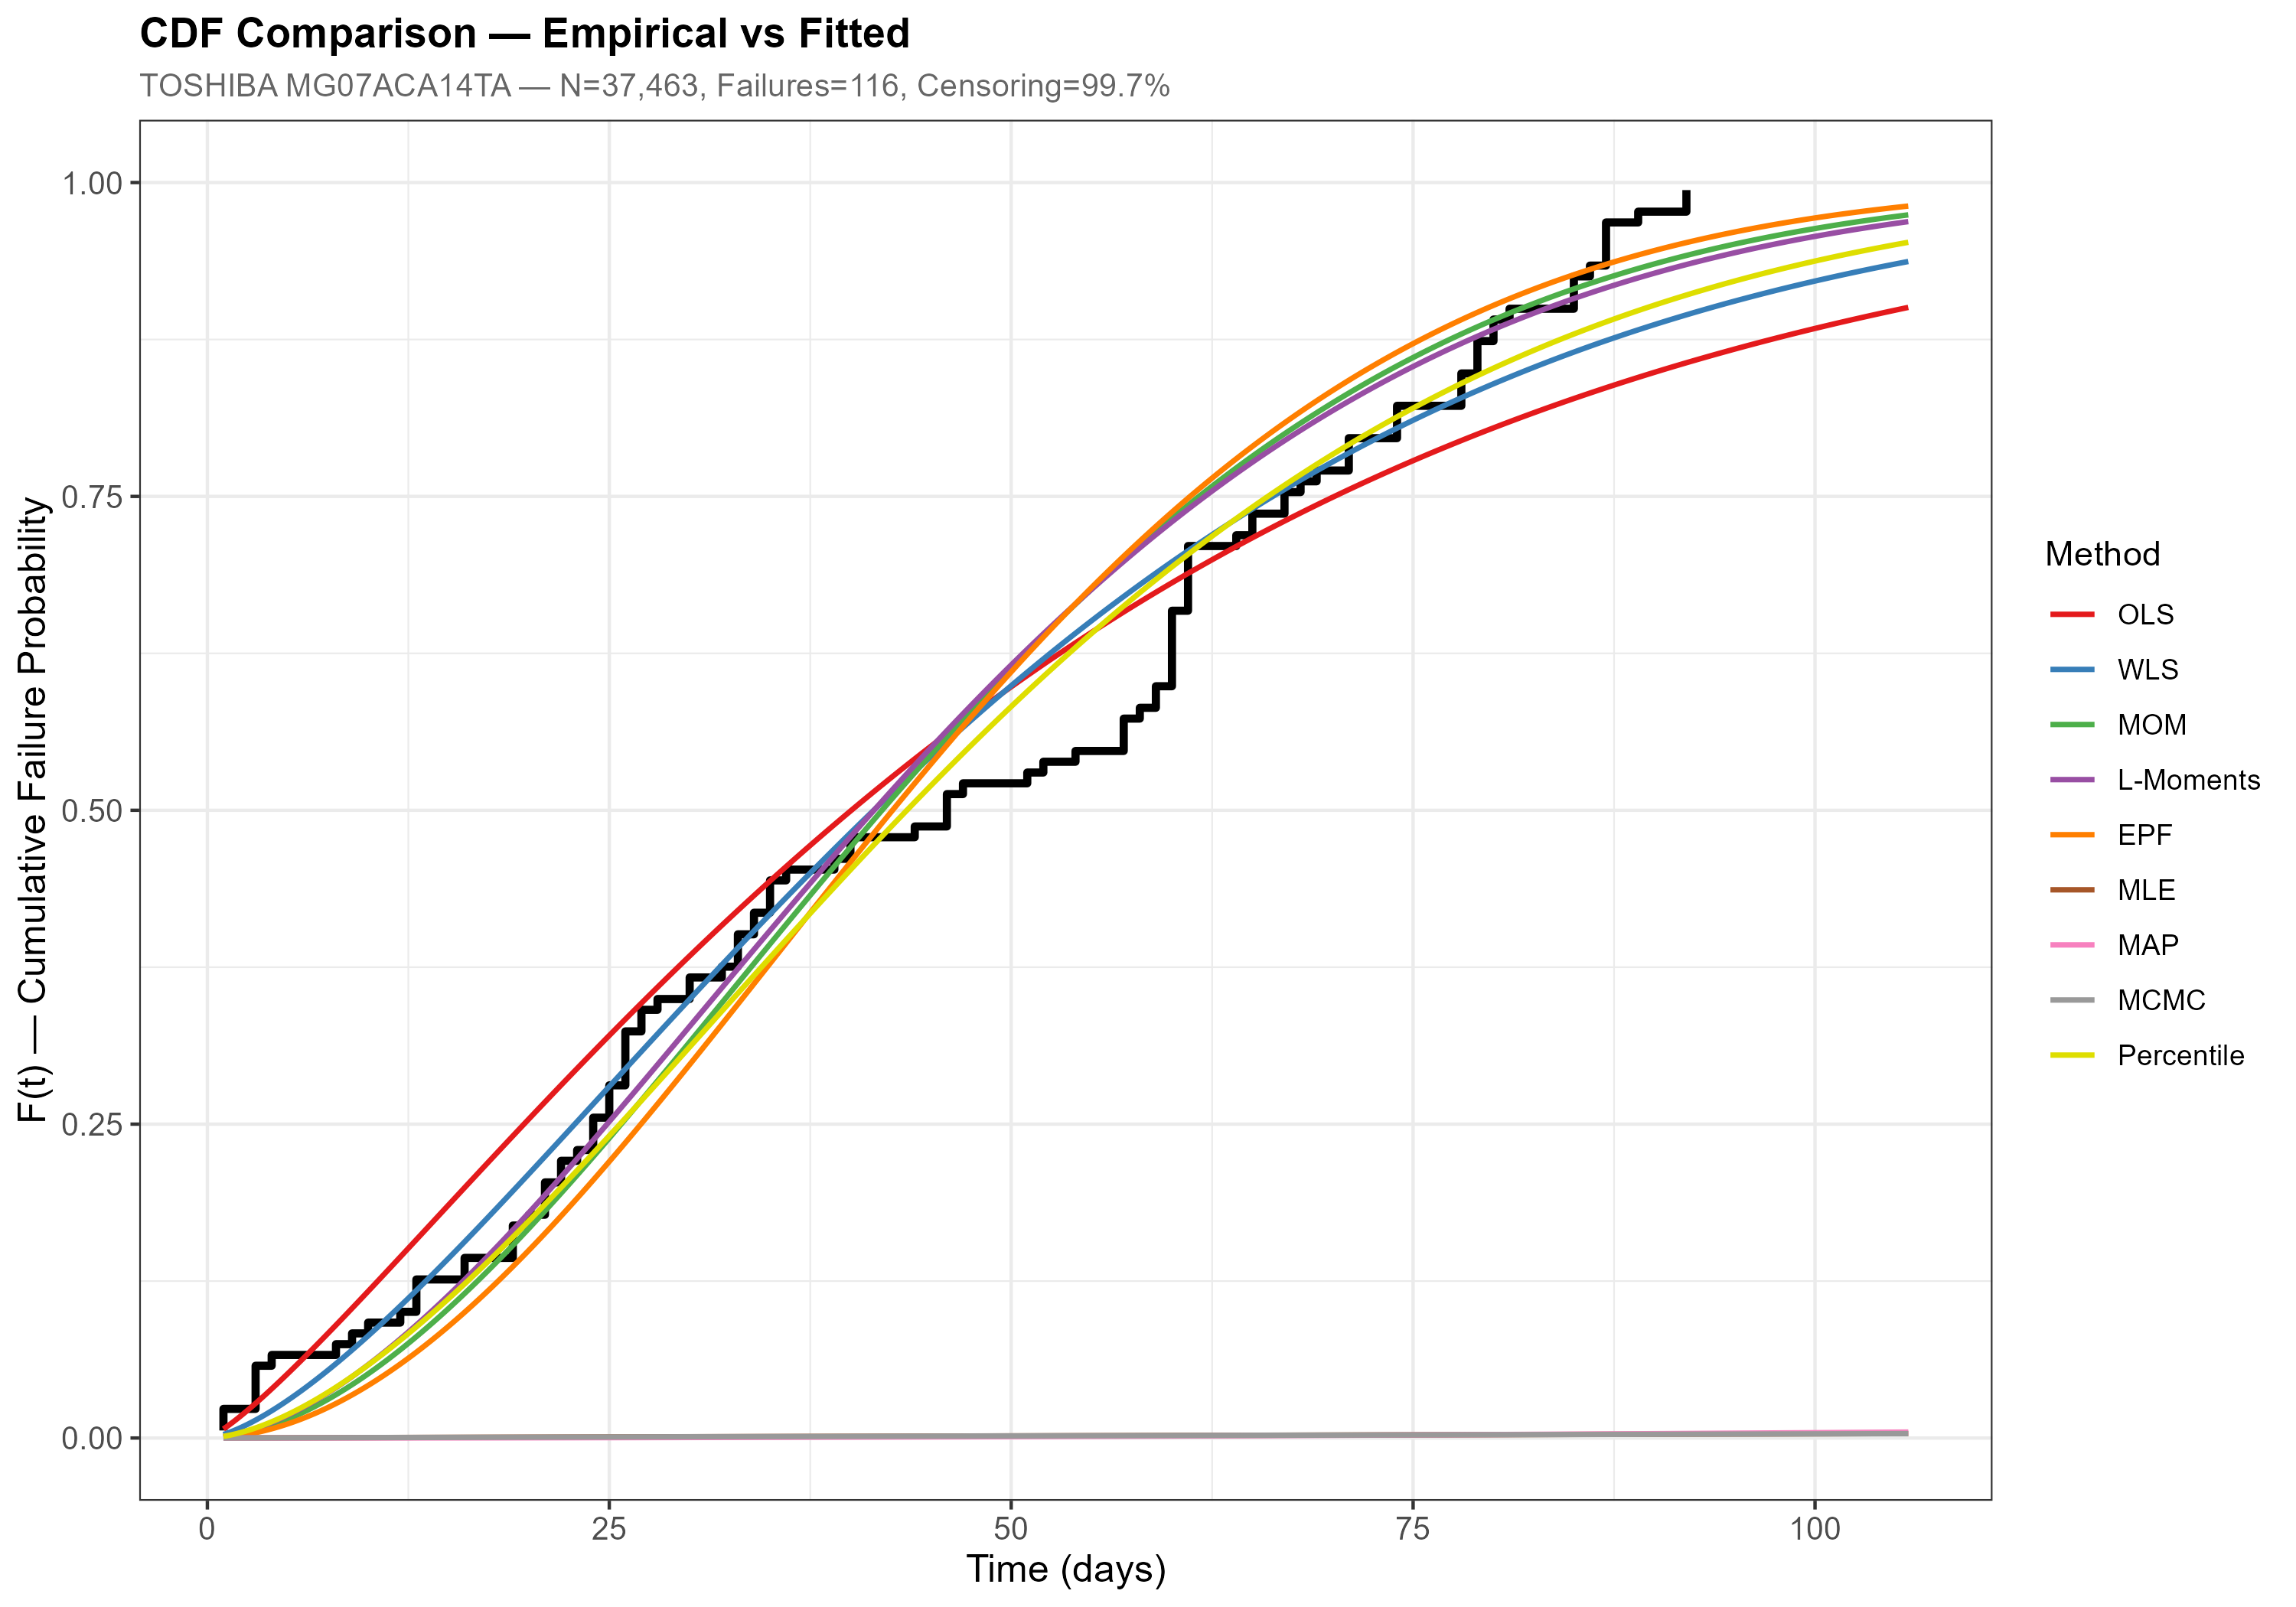 CDF Comparison — Empirical vs Fitted
TOSHIBA MG07ACA14TA — N=37,463, Failures=116, Censoring=99.7%
F(t) — Cumulative Failure Probability
1.00
0.75
0.50
0.25
0.00
0
25
50
75
100
Time (days)
Method
OLS
WLS
MOM
L-Moments
EPF
MLE
MAP
MCMC
Percentile